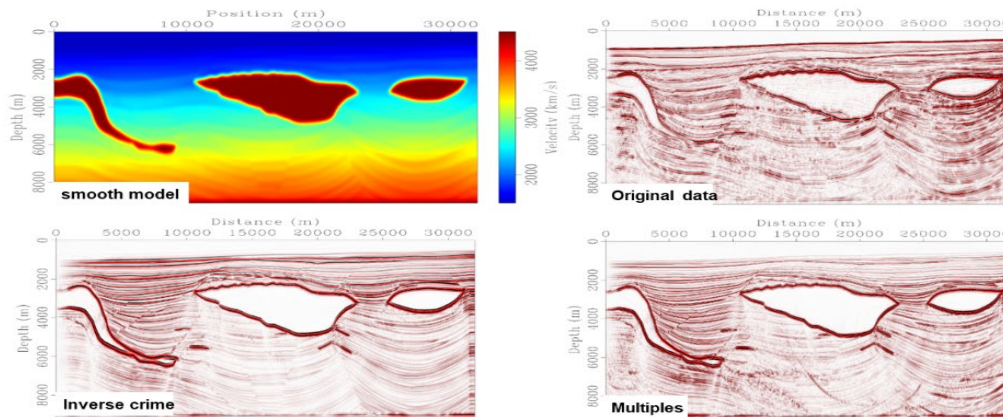 Position (m)
0 10000 20000 30000
0
2000
4000
6000
8000
Depth (m)
smooth model
4000
3000
2000
Velocity (km/s)
Distance (m)
0 5000 10000 15000 20000 25000 30000
0
2000
4000
6000
8000
Depth (m)
Original data
Distance (m)
0 5000 10000 15000 20000 25000 30000
0
2000
4000
6000
8000
Depth (m)
Inverse crime
Distance (m)
0 5000 10000 15000 20000 25000 30000
0
2000
4000
6000
8000
Depth (m)
Multiples